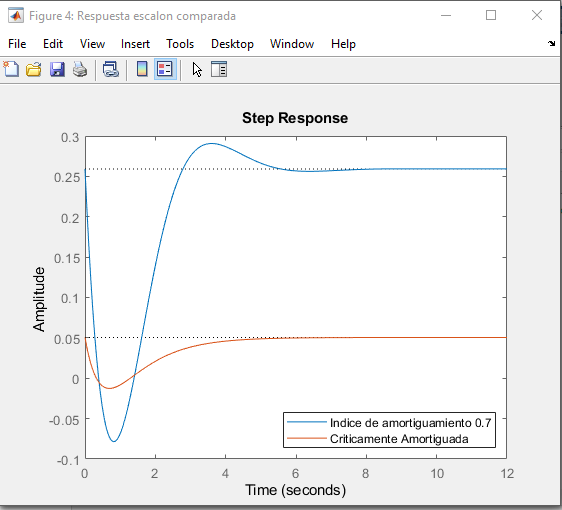 Figure 4: Respuesta escalon comparada
File Edit View Insert Tools Desktop Window Help
Step Response
0.3
0.25
0.2
0.15
0.1
0.05
0
-0.05
-0.1
Amplitude
Indice de amortiguamiento 0.7
Criticamente Amortiguada
0 2 4 6 8 10 12
Time (seconds)